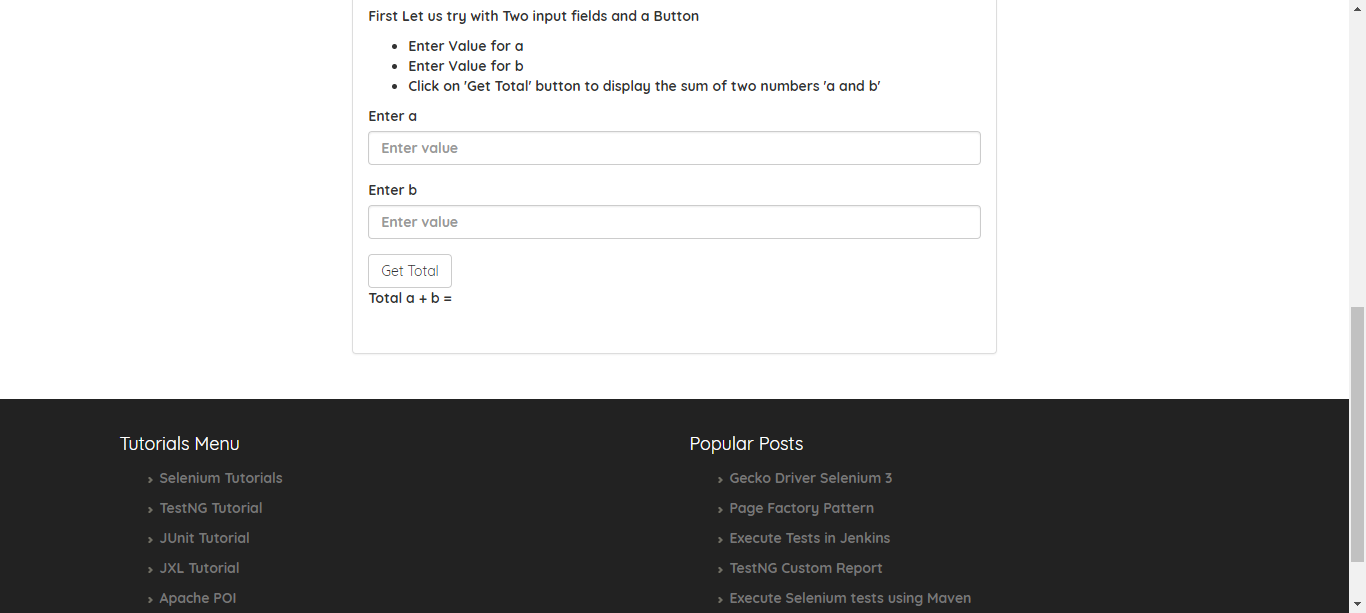 First Let us try with Two input fields and a Button
Enter Value for a
Enter Value for b
Click on 'Get Total' button to display the sum of two numbers 'a and b'
Enter a
Enter value
Enter b
Enter value
Get Total
Total a + b =
Tutorials Menu
Selenium Tutorials
TestNG Tutorial
JUnit Tutorial
JXL Tutorial
Apache POI
Popular Posts
Gecko Driver Selenium 3
Page Factory Pattern
Execute Tests in Jenkins
TestNG Custom Report
Execute Selenium tests using Maven